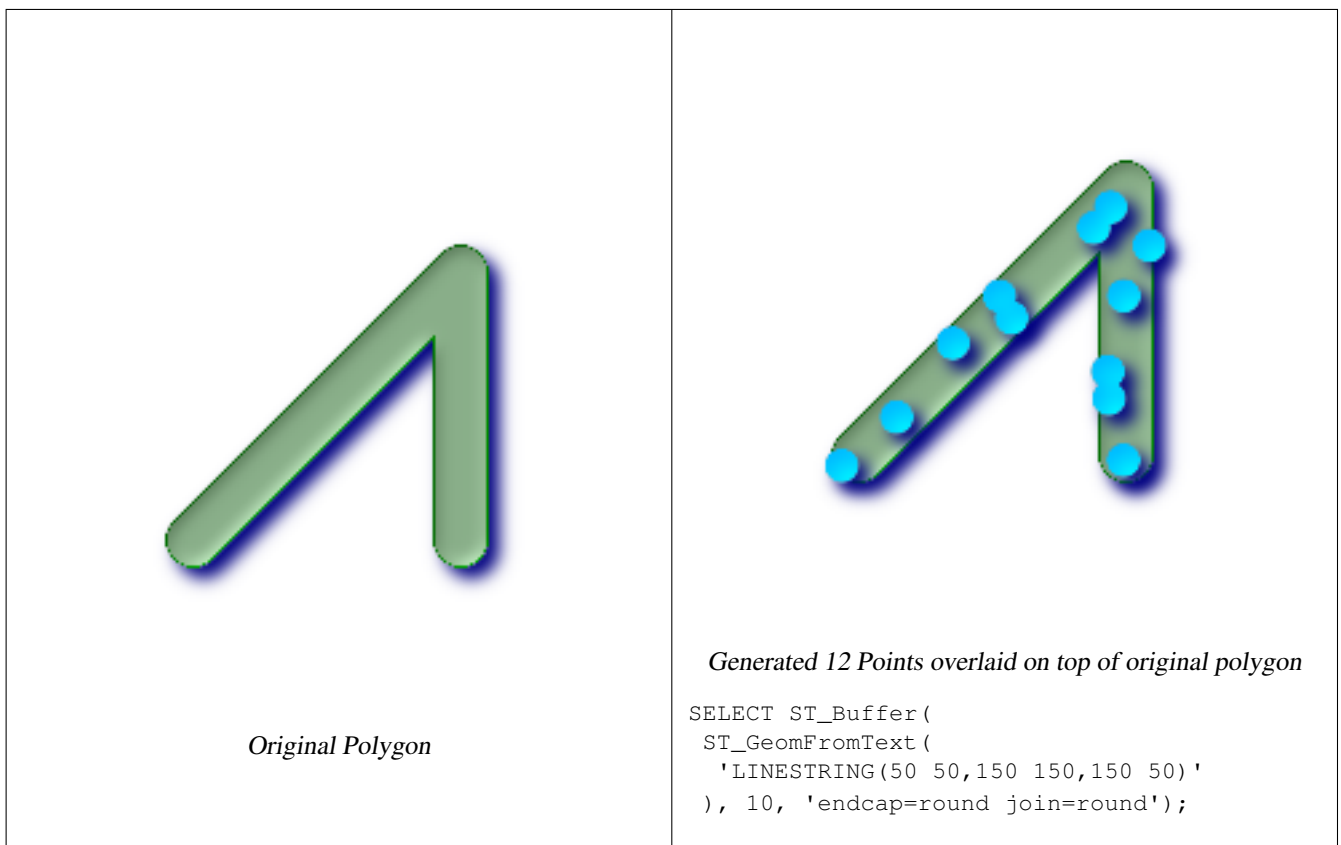 Original Polygon
Generated 12 Points overlaid on top of original polygon
SELECT ST_Buffer(
 ST_GeomFromText(
  'LINESTRING(50 50,150 150,150 50)'
 ), 10, 'endcap=round join=round');